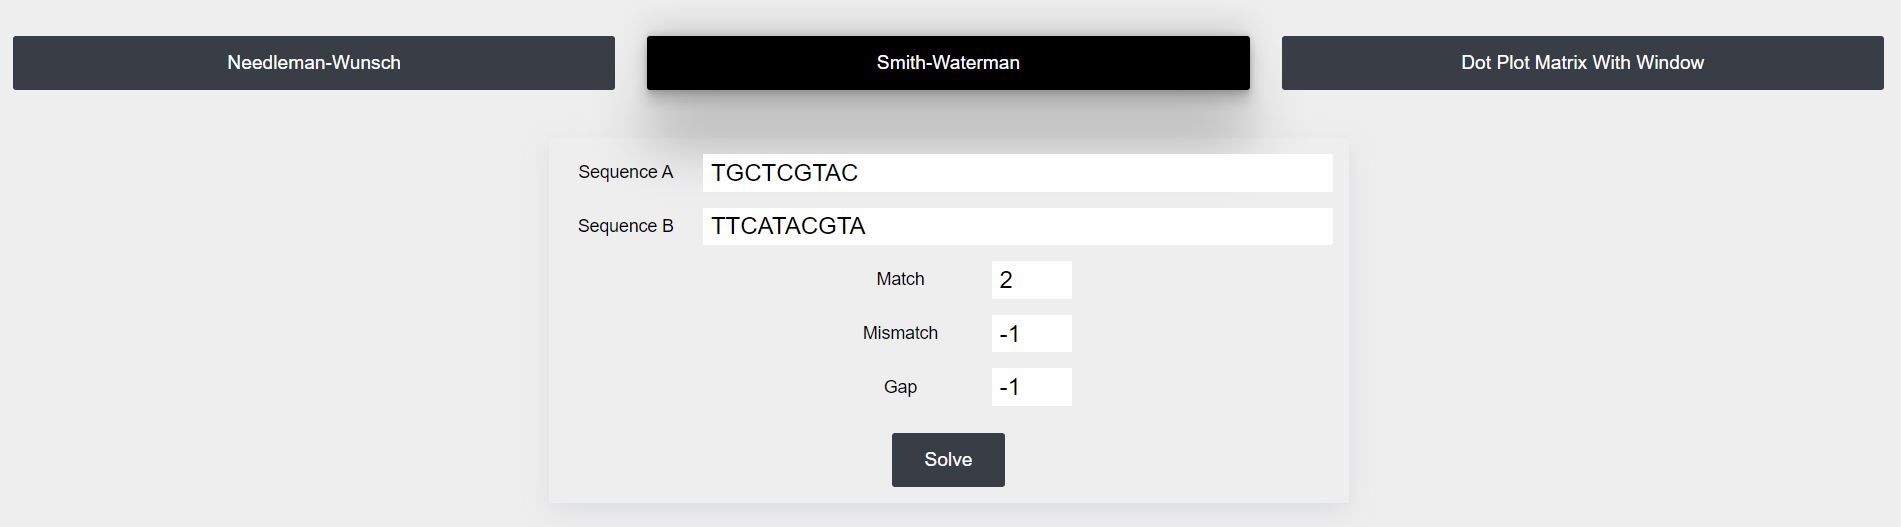 Needleman-Wunsch
Smith-Waterman
Dot Plot Matrix With Window
Sequence A TGCTCGTAC
Sequence B TTCATACGTA
Match 2
Mismatch -1
Gap -1
Solve